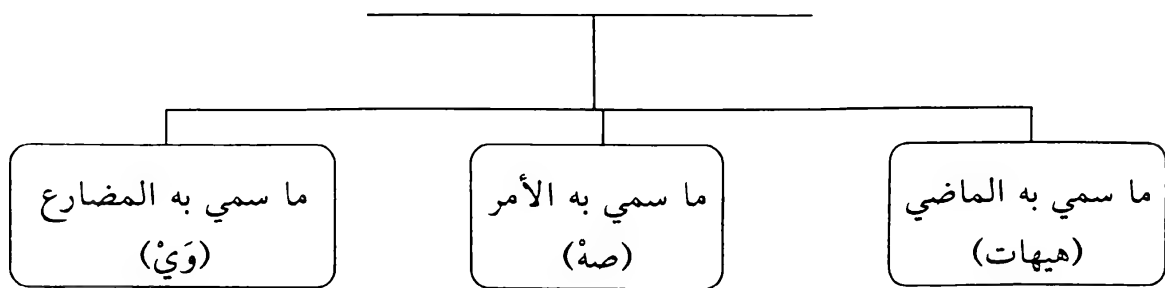 ما سمي به الماضي
(هيهات)
ما سمي به الأمر
(صهْ)
ما سمي به المضارع
(وَيْ)